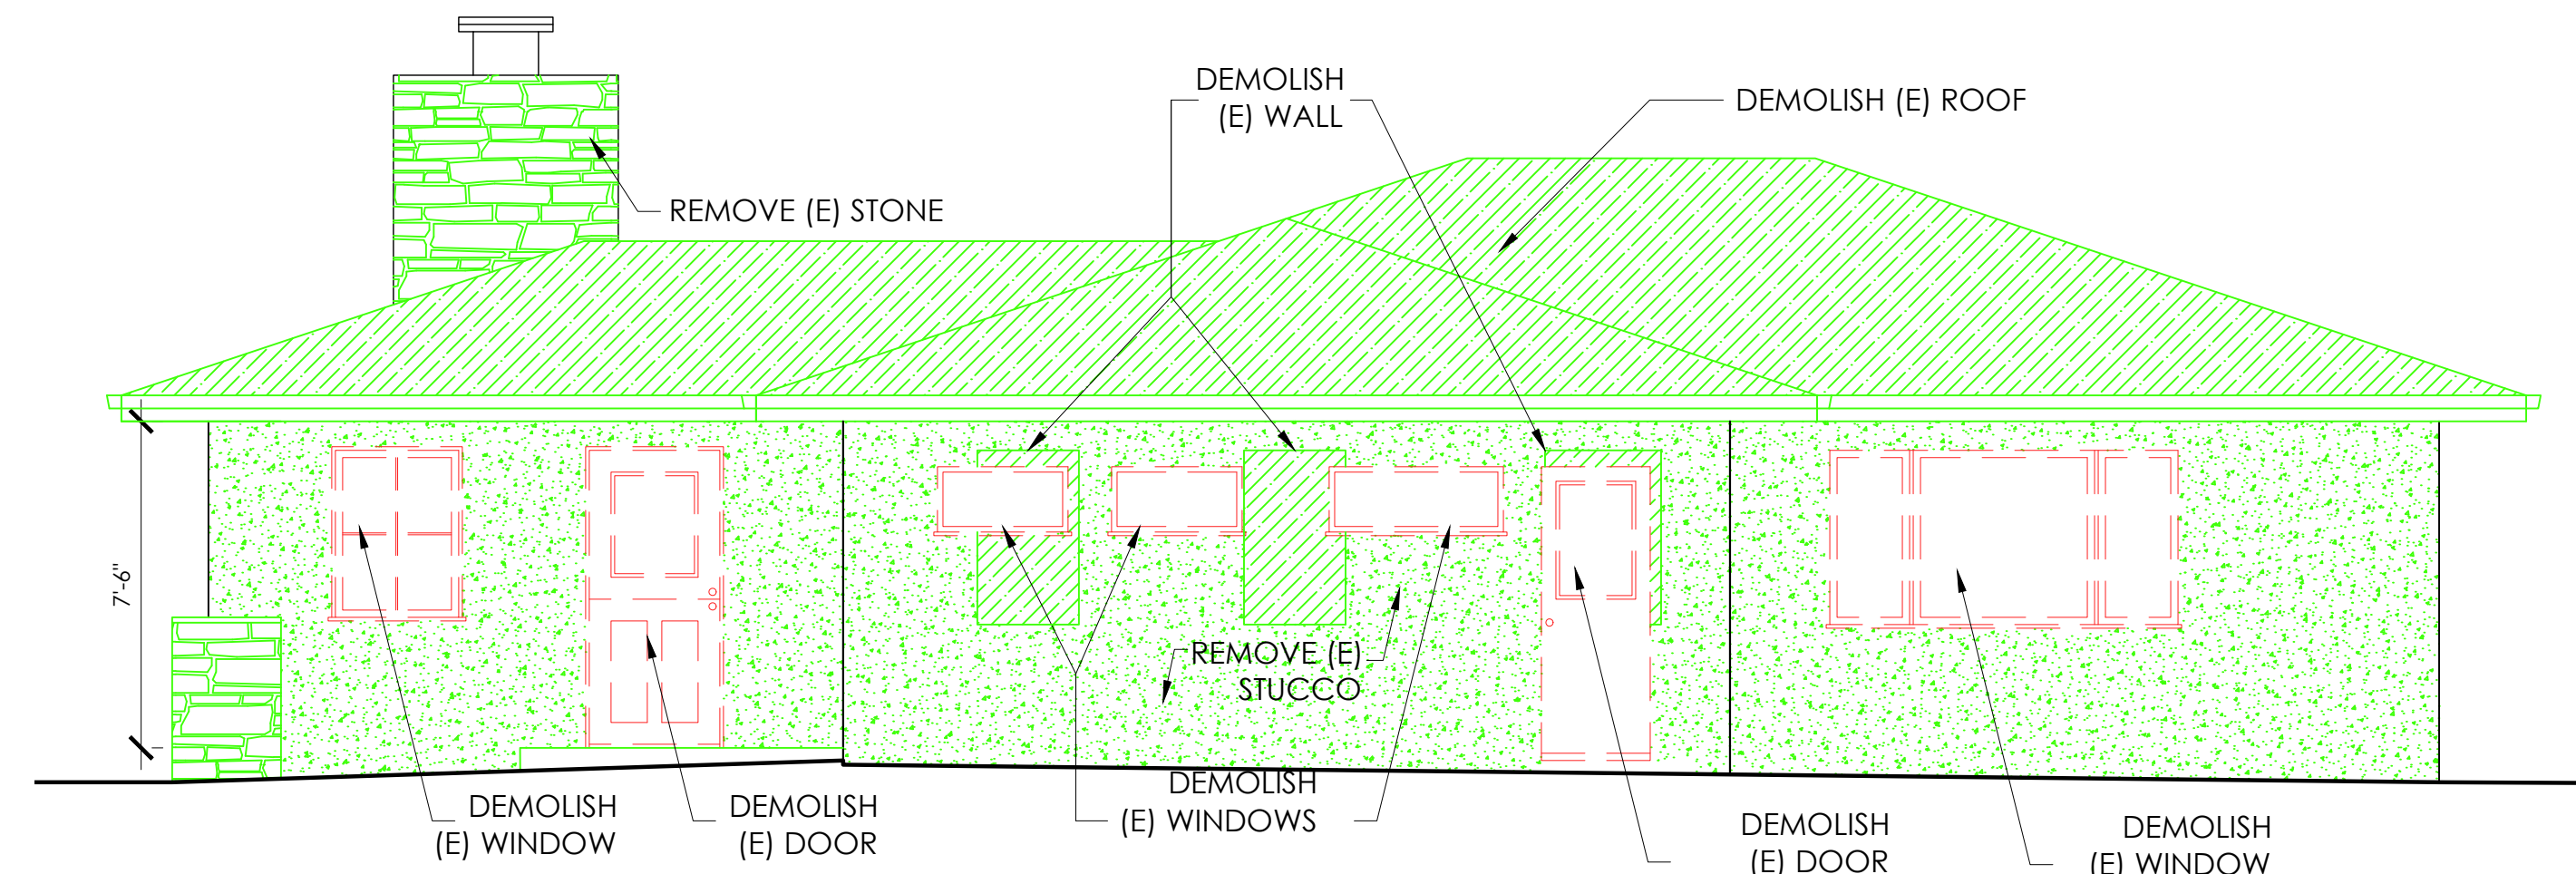 DEMOLISH
(E) WALL
DEMOLISH (E) ROOF
REMOVE (E) STONE
7'-6"
REMOVE (E)
STUCCO
DEMOLISH
(E) WINDOW
DEMOLISH
(E) DOOR
DEMOLISH
(E) WINDOWS
DEMOLISH
(E) DOOR
DEMOLISH
(E) WINDOW